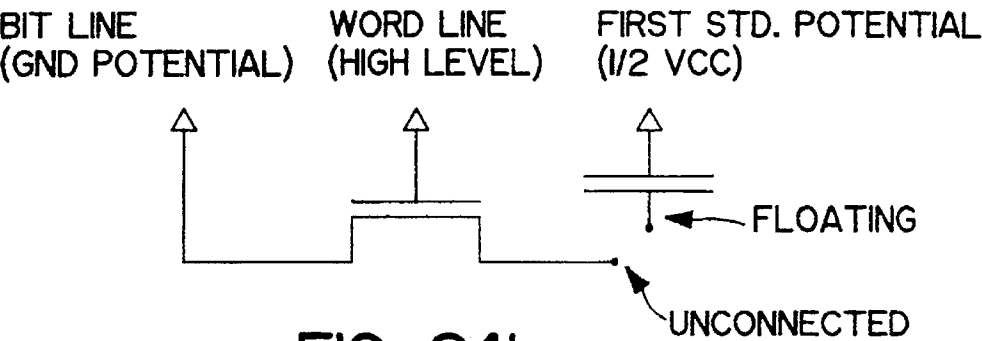 BIT LINE
(GND POTENTIAL)
WORD LINE
(HIGH LEVEL)
FIRST STD. POTENTIAL
(1/2 VCC)
FLOATING
UNCONNECTED